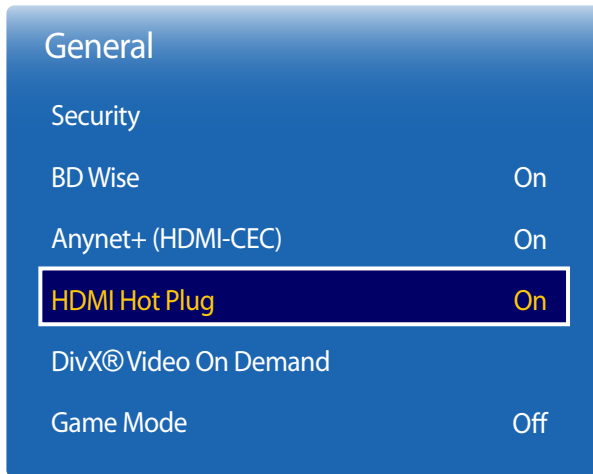 General
Security
BD Wise On
Anynet+ (HDMI-CEC) On
HDMI Hot Plug On
DivX® Video On Demand
Game Mode Off